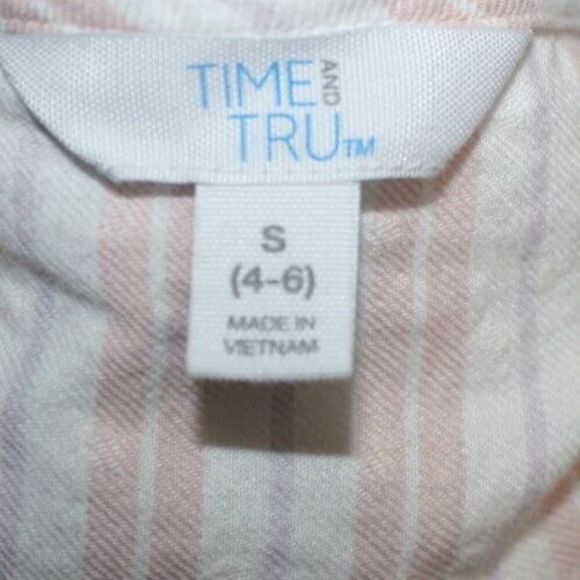 TIME AND
TRU™
S
(4-6)
MADE IN
VIETNAM